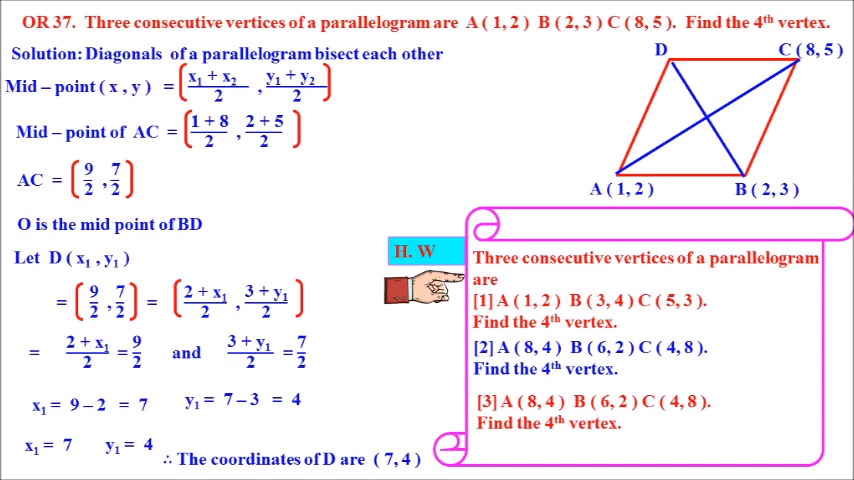 OR 37. Three consecutive vertices of a parallelogram are A ( 1, 2 ) B ( 2, 3 ) C ( 8, 5 ). Find the 4th vertex.
Solution: Diagonals of a parallelogram bisect each other
Mid – point ( x , y ) = ( x₁ + x₂ / 2 , y₁ + y₂ / 2 )
Mid – point of AC = ( 1 + 8 / 2 , 2 + 5 / 2 )
AC = ( 9 / 2 , 7 / 2 )
O is the mid point of BD
Let D ( x₁ , y₁ )
= ( 9 / 2 , 7 / 2 ) = ( 2 + x₁ / 2 , 3 + y₁ / 2 )
= 2 + x₁ / 2 = 9 / 2 and 3 + y₁ / 2 = 7 / 2
x₁ = 9 – 2 = 7 y₁ = 7 – 3 = 4
x₁ = 7 y₁ = 4
∴ The coordinates of D are ( 7, 4 )
D C ( 8, 5 )
A ( 1, 2 ) B ( 2, 3 )
H. W
Three consecutive vertices of a parallelogram
are
[1] A ( 1, 2 ) B ( 3, 4 ) C ( 5, 3 ).
Find the 4th vertex.
[2] A ( 8, 4 ) B ( 6, 2 ) C ( 4, 8 ).
Find the 4th vertex.
[3] A ( 8, 4 ) B ( 6, 2 ) C ( 4, 8 ).
Find the 4th vertex.